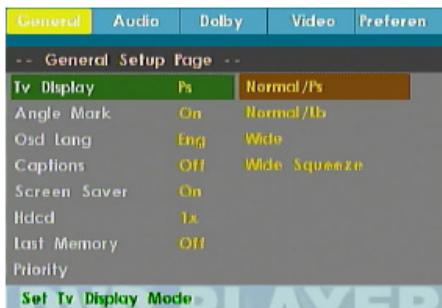 General Audio Dolby Video Preferen
-- General Setup Page --
Tv Display Ps Normal/Ps
Angle Mark On Normal/Lb
Osd Lang Eng Wide
Captions Off Wide Squeeze
Screen Saver On
Hdcd 1x
Last Memory Off
Priority
Set Tv Display Mode
PLAYER